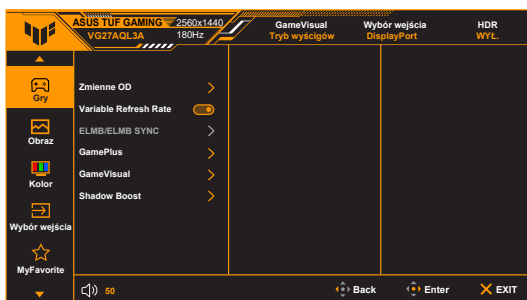 ASUS TUF GAMING 2560x1440
VG27AQL3A 180Hz
GameVisual
Tryb wyścigów
Wybór wejścia
DisplayPort
HDR
WYŁ.
Gry
Obraz
Kolor
Wybór wejścia
MyFavorite
Zmienne OD
Variable Refresh Rate
ELMB/ELMB SYNC
GamePlus
GameVisual
Shadow Boost
50
Back
Enter
EXIT